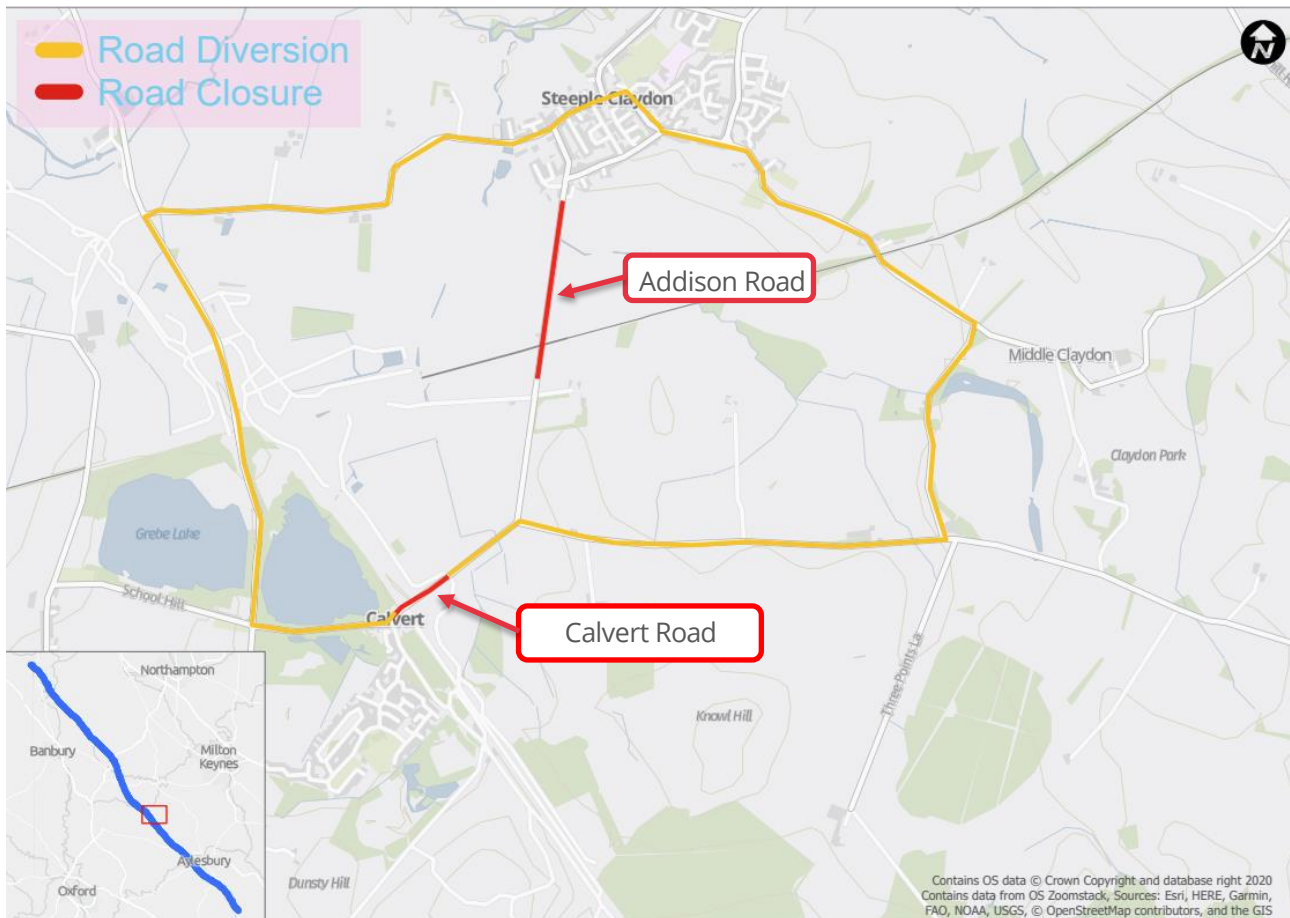 Road Diversion
Road Closure
N
Steeple Claydon
Addison Road
Middle Claydon
Claydon Park
Grebe Lake
School Hill
Calvert
Calvert Road
Three Points La
Knowl Hill
Northampton
Banbury
Milton
Keynes
Aylesbury
Oxford
Dunsty Hill
Contains OS data © Crown Copyright and database right 2020
Contains data from OS Zoomstack, Sources: Esri, HERE, Garmin,
FAO, NOAA, USGS, © OpenStreetMap contributors, and the GIS